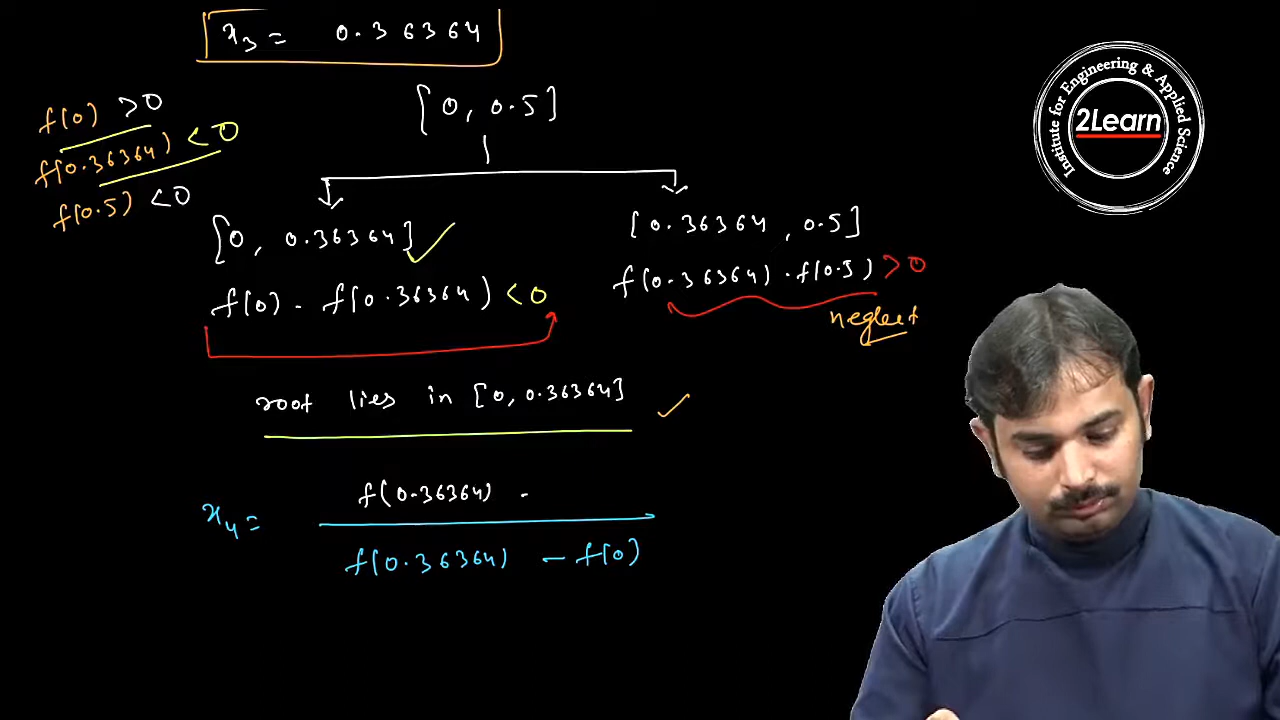 x₃ = 0.36364
[0, 0.5]
f(0) > 0
f(0.36364) < 0
f(0.5) < 0
[0, 0.36364] ✓
f(0) - f(0.36364) < 0
[0.36364, 0.5]
f(0.36364) · f(0.5) > 0
neglect
root lies in [0, 0.36364] ✓
x₄ =
f(0.36364) -
f(0.36364) - f(0)
Institute for Engineering & Applied Science
2Learn